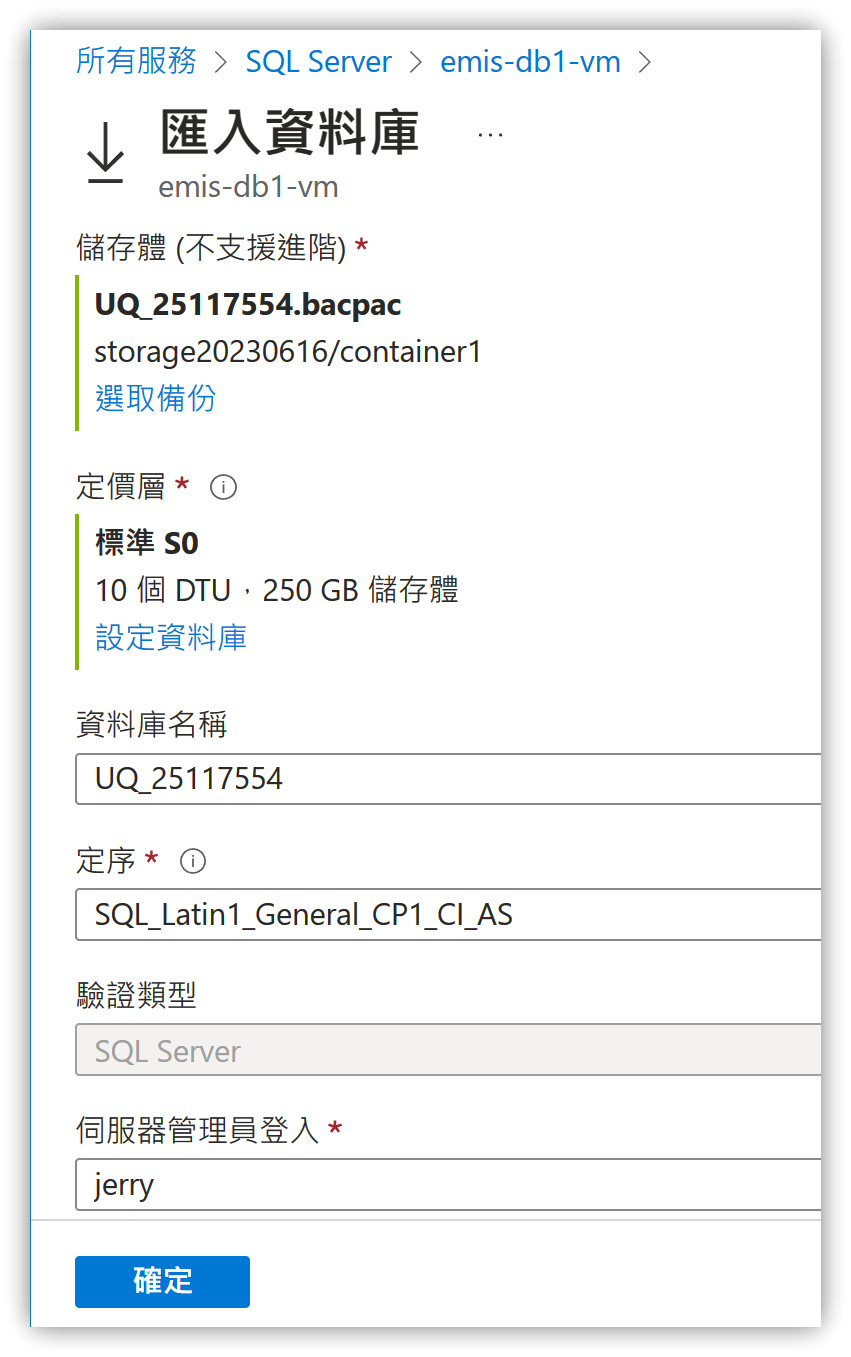 所有服務 > SQL Server > emis-db1-vm >
匯入資料庫 ...
emis-db1-vm
儲存體 (不支援進階) *
UQ_25117554.bacpac
storage20230616/container1
選取備份
定價層 *
標準 S0
10 個 DTU，250 GB 儲存體
設定資料庫
資料庫名稱
UQ_25117554
定序 *
SQL_Latin1_General_CP1_CI_AS
驗證類型
SQL Server
伺服器管理員登入 *
jerry
確定